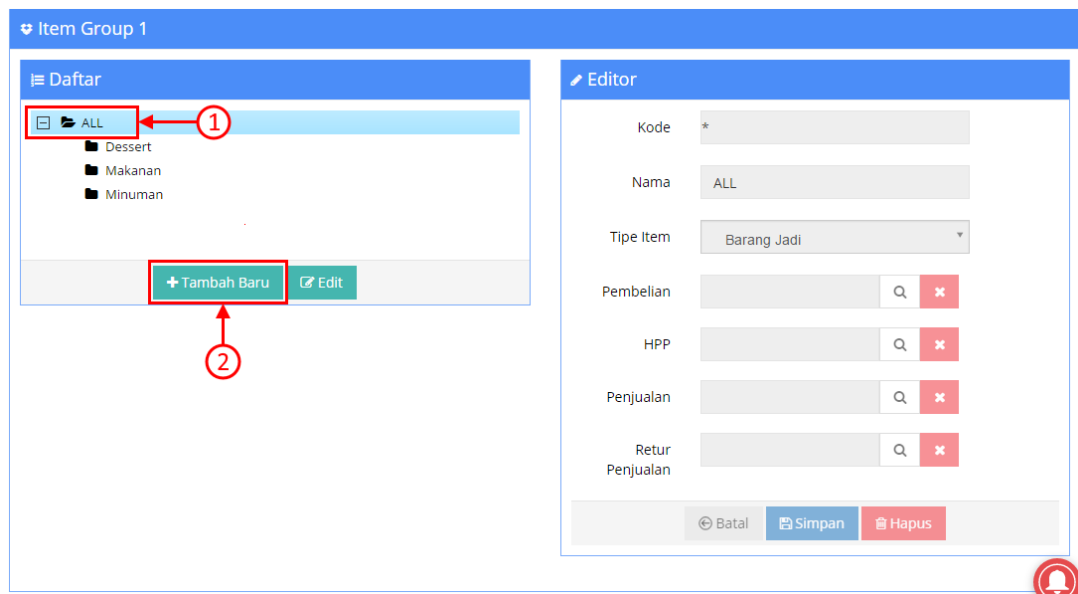 Item Group 1
Daftar
ALL
1
Dessert
Makanan
Minuman
+ Tambah Baru
Edit
2
Editor
Kode
*
Nama
ALL
Tipe Item
Barang Jadi
Pembelian
HPP
Penjualan
Retur
Penjualan
Batal
Simpan
Hapus